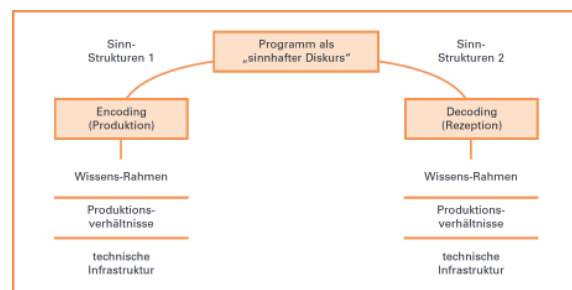 Sinn-
Strukturen 1
Programm als
„sinnhafter Diskurs“
Sinn-
Strukturen 2
Encoding
(Produktion)
Decoding
(Rezeption)
Wissens-Rahmen
Wissens-Rahmen
Produktions-
verhältnisse
Produktions-
verhältnisse
technische
Infrastruktur
technische
Infrastruktur